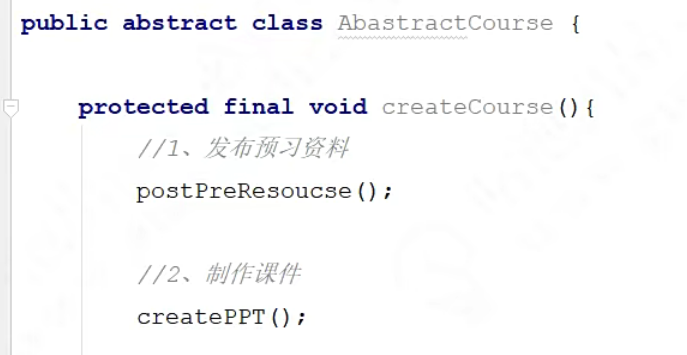 public abstract class AbastractCourse {
protected final void createCourse(){
//1、发布预习资料
postPreResoucse();
//2、制作课件
createPPT();